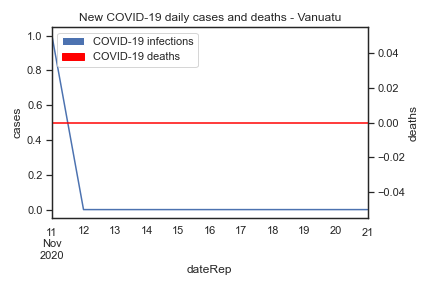 New COVID-19 daily cases and deaths - Vanuatu
COVID-19 infections
COVID-19 deaths
1.0
0.8
0.6
0.4
0.2
0.0
cases
0.04
0.02
0.00
−0.02
−0.04
deaths
11 12 13 14 15 16 17 18 19 20 21
Nov
2020
dateRep